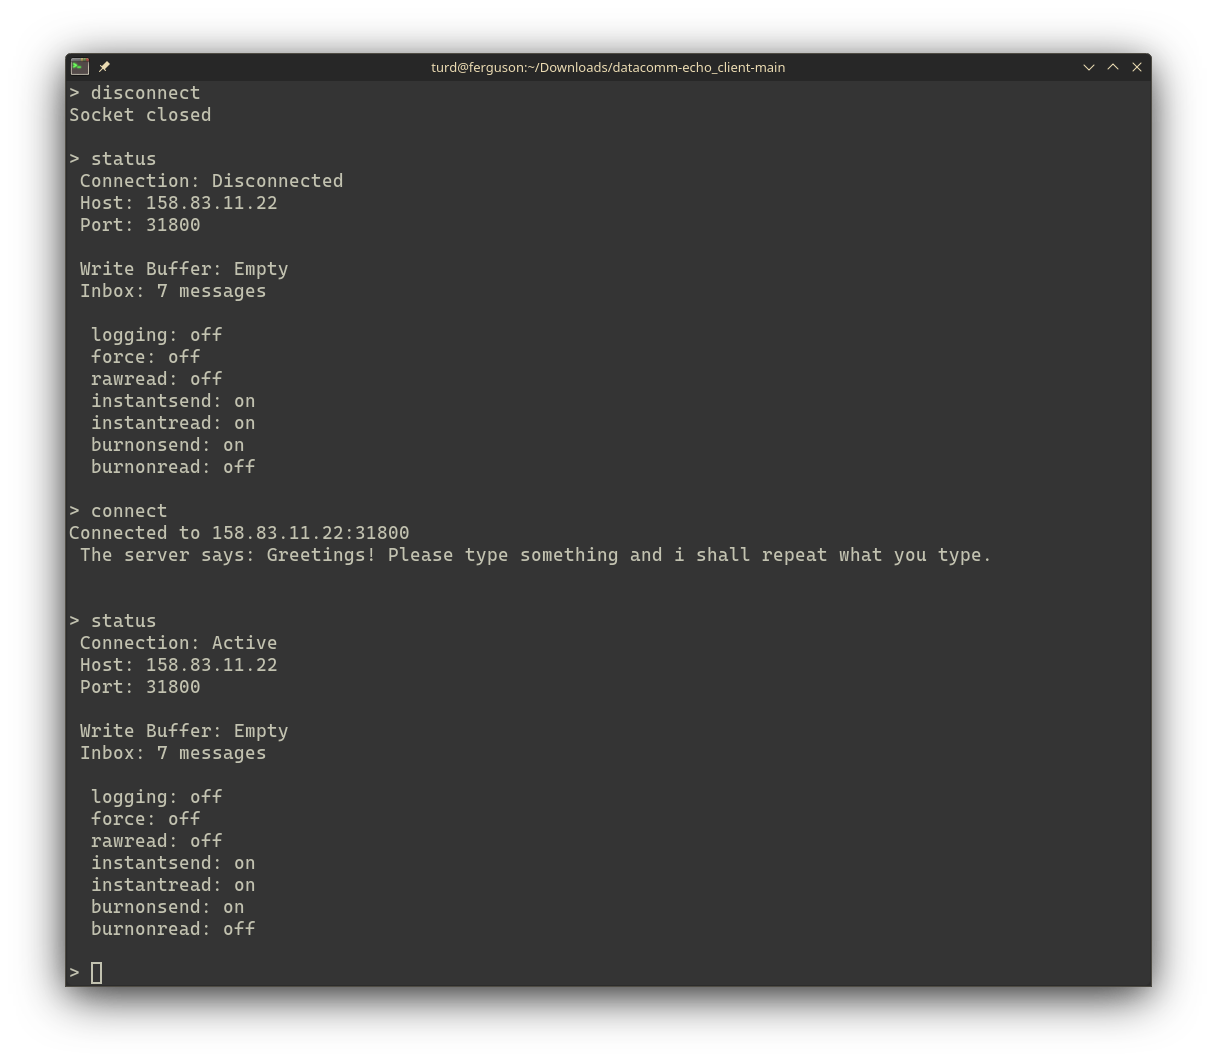 turd@ferguson:~/Downloads/datacomm-echo_client-main
> disconnect
Socket closed
> status
Connection: Disconnected
Host: 158.83.11.22
Port: 31800
Write Buffer: Empty
Inbox: 7 messages
logging: off
force: off
rawread: off
instantsend: on
instantread: on
burnonsend: on
burnonread: off
> connect
Connected to 158.83.11.22:31800
The server says: Greetings! Please type something and i shall repeat what you type.
> status
Connection: Active
Host: 158.83.11.22
Port: 31800
Write Buffer: Empty
Inbox: 7 messages
logging: off
force: off
rawread: off
instantsend: on
instantread: on
burnonsend: on
burnonread: off
>